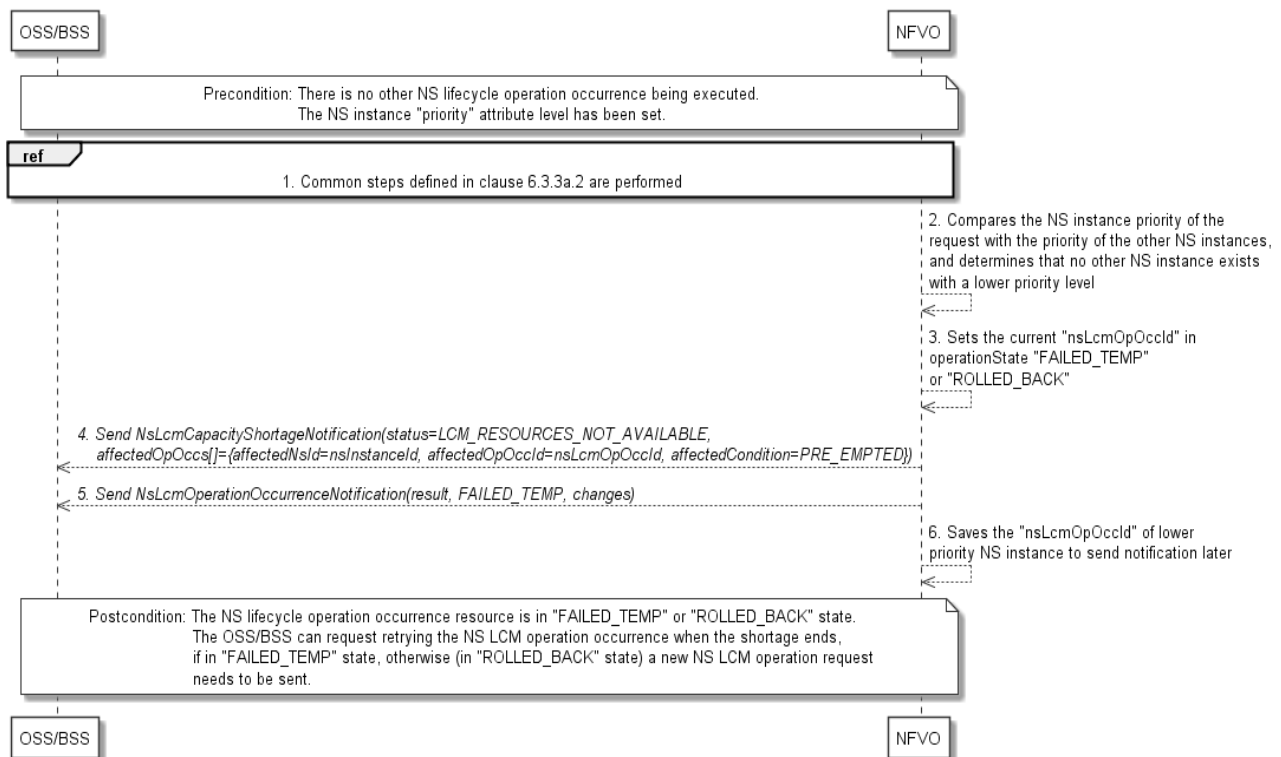 OSS/BSS
NFVO
Precondition: There is no other NS lifecycle operation occurrence being executed.
The NS instance "priority" attribute level has been set.
ref
1. Common steps defined in clause 6.3.3a.2 are performed
2. Compares the NS instance priority of the
request with the priority of the other NS instances,
and determines that no other NS instance exists
with a lower priority level
3. Sets the current "nsLcmOpOccId" in
operationState "FAILED_TEMP"
or "ROLLED_BACK"
4. Send NsLcmCapacityShortageNotification(status=LCM_RESOURCES_NOT_AVAILABLE,
affectedOpOccs[]={affectedNsId=nsInstanceId, affectedOpOccId=nsLcmOpOccId, affectedCondition=PRE_EMPTED})
5. Send NsLcmOperationOccurrenceNotification(result, FAILED_TEMP, changes)
6. Saves the "nsLcmOpOccId" of lower
priority NS instance to send notification later
Postcondition: The NS lifecycle operation occurrence resource is in "FAILED_TEMP" or "ROLLED_BACK" state.
The OSS/BSS can request retrying the NS LCM operation occurrence when the shortage ends,
if in "FAILED_TEMP" state, otherwise (in "ROLLED_BACK" state) a new NS LCM operation request
needs to be sent.
OSS/BSS
NFVO